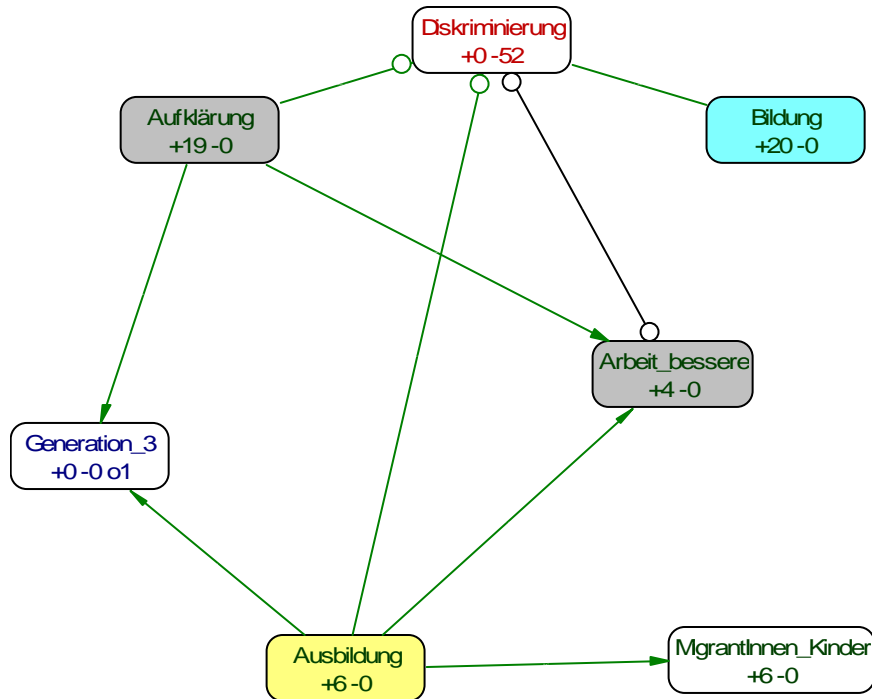 Diskriminierung
+0 -52
Aufklärung
+19 -0
Bildung
+20 -0
Arbeit_bessere
+4 -0
Generation_3
+0 -0 o1
Ausbildung
+6 -0
MgrantInnen_Kinder
+6 -0